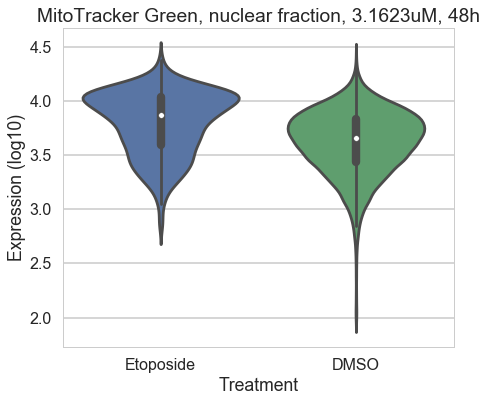 MitoTracker Green, nuclear fraction, 3.1623uM, 48h
Expression (log10)
4.5
4.0
3.5
3.0
2.5
2.0
Etoposide DMSO
Treatment